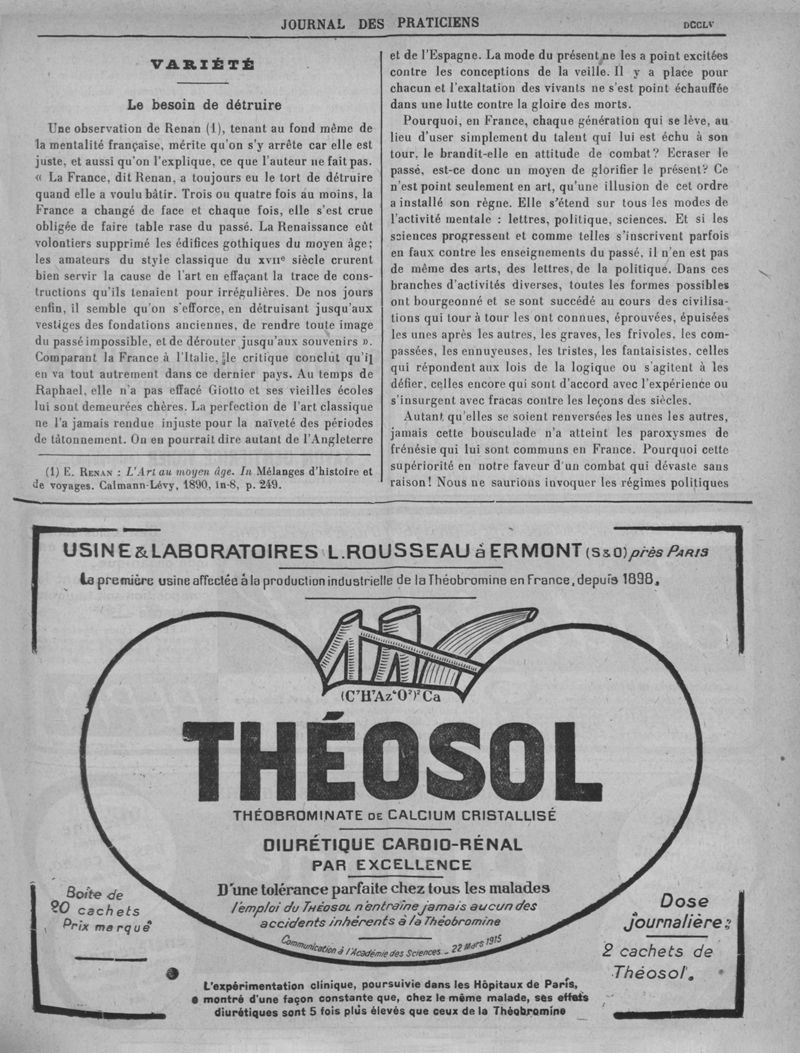 JOURNAL DES PRATICIENS
DCCLV
VARIÉTÉ
Le besoin de détruire
Une observation de Renan (1), tenant au fond même de
la mentalité française, mérite qu'on s'y arrête car elle est
juste, et aussi qu'on l'explique, ce que l'auteur ne fait pas.
« La France, dit Renan, a toujours eu le tort de détruire
quand elle a voulu bâtir. Trois ou quatre fois au moins, la
France a changé de face et chaque fois, elle s'est crue
obligée de faire table rase du passé. La Renaissance eût
volontiers supprimé les édifices gothiques du moyen âge;
les amateurs du style classique du XVIIe siècle crurent
bien servir la cause de l'art en effaçant la trace de cons-
tructions qu'ils tenaient pour irrégulières. De nos jours
enfin, il semble qu'on s'efforce, en détruisant jusqu'aux
vestiges des fondations anciennes, de rendre toute image
du passé impossible, et de dérouter jusqu'aux souvenirs ».
Comparant la France à l'Italie, le critique conclut qu'il
en va tout autrement dans ce dernier pays. Au temps de
Raphael, elle n'a pas effacé Giotto et ses vieilles écoles
lui sont demeurées chères. La perfection de l'art classique
ne l'a jamais rendue injuste pour la naïveté des périodes
de tâtonnement. On en pourrait dire autant de l'Angleterre
(1) E. RENAN : L'Art au moyen âge. In Mélanges d'histoire et
de voyages. Calmann-Lévy, 1890, in-8, p. 249.
et de l'Espagne. La mode du présent ne les a point excitées
contre les conceptions de la veille. Il y a place pour
chacun et l'exaltation des vivants ne s'est point échauffée
dans une lutte contre la gloire des morts.
Pourquoi, en France, chaque génération qui se lève, au
lieu d'user simplement du talent qui lui est échu à son
tour, le brandit-elle en attitude de combat? Ecraser le
passé, est-ce donc un moyen de glorifier le présent? Ce
n'est point seulement en art, qu'une illusion de cet ordre
a installé son règne. Elle s'étend sur tous les modes de
l'activité mentale : lettres, politique, sciences. Et si les
sciences progressent et comme telles s'inscrivent parfois
en faux contre les enseignements du passé, il n'en est pas
de même des arts, des lettres, de la politique. Dans ces
branches d'activités diverses, toutes les formes possibles
ont bourgeonné et se sont succédé au cours des civilisa-
tions qui tour à tour les ont connues, éprouvées, épuisées
les unes après les autres, les graves, les frivoles, les com-
passées, les ennuyeuses, les tristes, les fantaisistes, celles
qui répondent aux lois de la logique ou s'agitent à les
défier, celles encore qui sont d'accord avec l'expérience ou
s'insurgent avec fracas contre les leçons des siècles.
Autant qu'elles se soient renversées les unes les autres,
jamais cette bousculade n'a atteint les paroxysmes de
frénésie qui lui sont communs en France. Pourquoi cette
supériorité en notre faveur d'un combat qui dévaste sans
raison! Nous ne saurions invoquer les régimes politiques
USINE & LABORATOIRES L. ROUSSEAU à ERMONT (S&O) près PARIS
La première usine affectée à la production industrielle de la Théobromine en France, depuis 1898.
(C⁷H⁷Az⁴O²)² Ca
THÉOSOL
THÉOBROMINATE DE CALCIUM CRISTALLISÉ
DIURÉTIQUE CARDIO-RÉNAL
PAR EXCELLENCE
D'une tolérance parfaite chez tous les malades
l'emploi du THÉOSOL n'entraîne jamais aucun des
accidents inhérents à la Théobromine
Communication à l'Académie des Sciences _ 22 Mars 1915
Boîte de
20 cachets
Prix marqué
Dose
journalière:
2 cachets de
Théosol.
L'expérimentation clinique, poursuivie dans les Hôpitaux de Paris,
a montré d'une façon constante que, chez le même malade, ses effets
diurétiques sont 5 fois plus élevés que ceux de la Théobromine